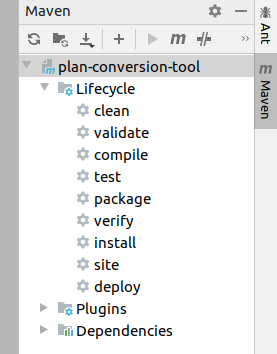 Maven
m
»
plan-conversion-tool
Lifecycle
clean
validate
compile
test
package
verify
install
site
deploy
Plugins
Dependencies
Ant
m
Maven